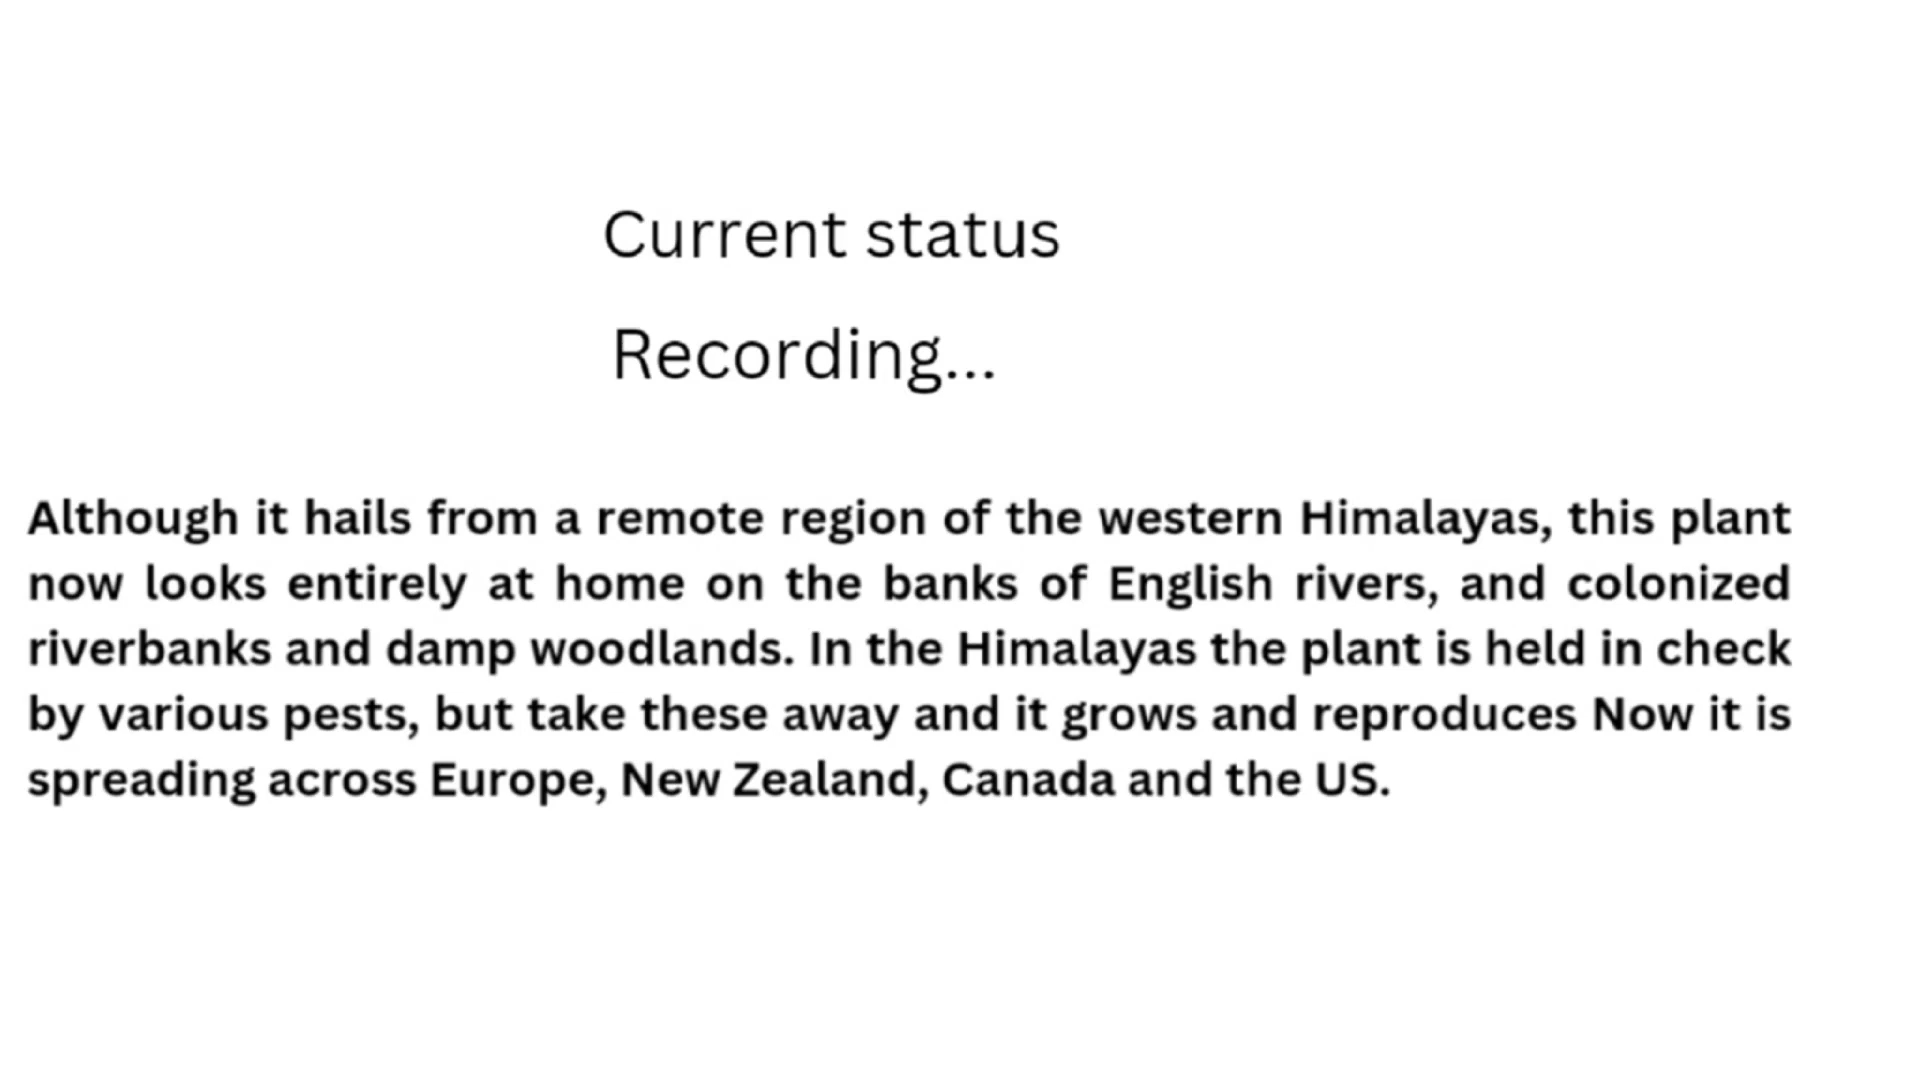 Current status
Recording...
Although it hails from a remote region of the western Himalayas, this plant
now looks entirely at home on the banks of English rivers, and colonized
riverbanks and damp woodlands. In the Himalayas the plant is held in check
by various pests, but take these away and it grows and reproduces Now it is
spreading across Europe, New Zealand, Canada and the US.